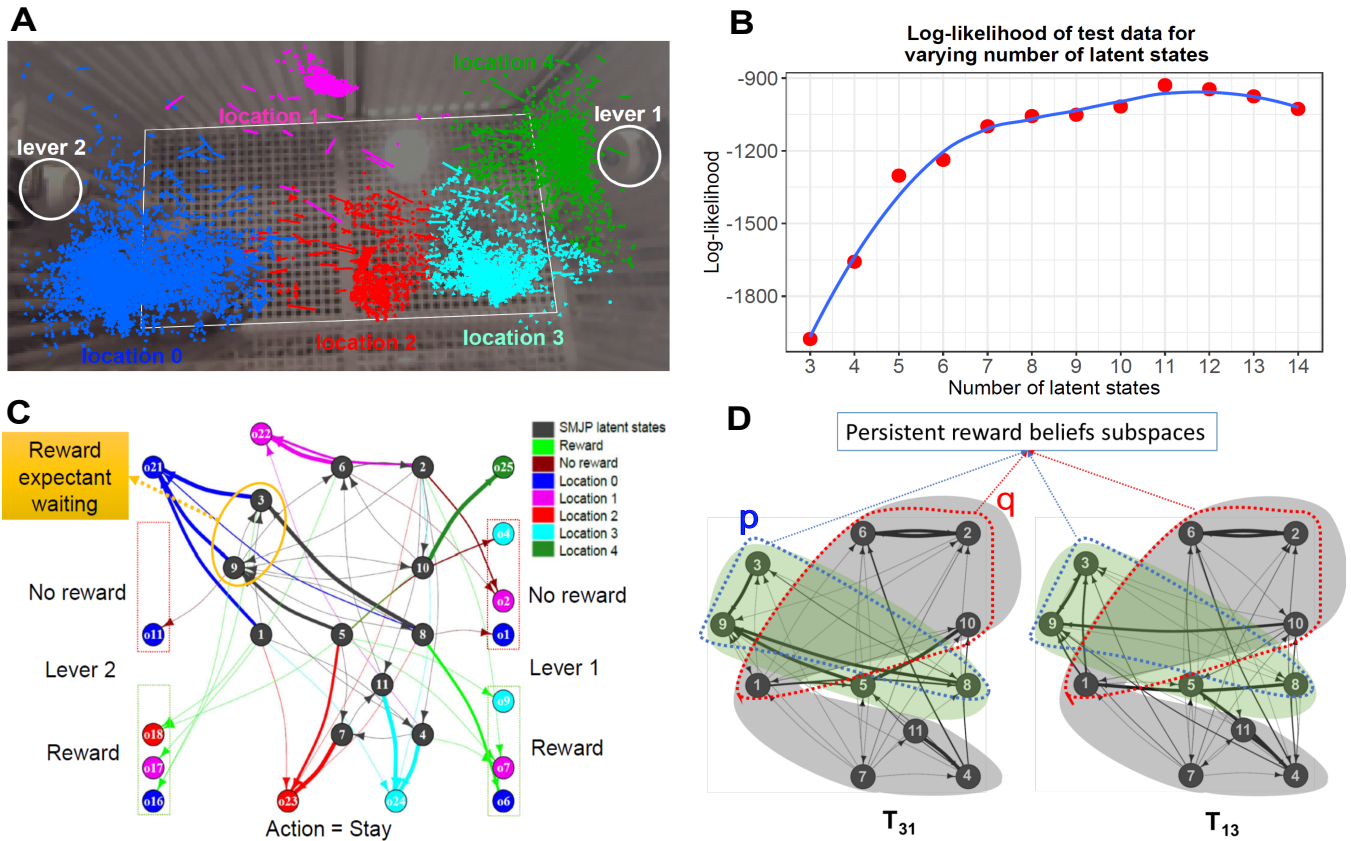 A
location 4
location 1
lever 1
lever 2
location 3
location 2
location 0
B
Log-likelihood of test data for
varying number of latent states
Log-likelihood
-900
-1200
-1500
-1800
3 4 5 6 7 8 9 10 11 12 13 14
Number of latent states
C
Reward
expectant
waiting
o22
o21
6
2
o25
3
o4
9
10
No reward
o2
No reward
o11
1
5
8
o1
Lever 2
Lever 1
11
o9
o18
7
4
Reward
Reward
o17
o7
o16
o23
o24
o6
Action = Stay
SMJP latent states
Reward
No reward
Location 0
Location 1
Location 2
Location 3
Location 4
D
Persistent reward beliefs subspaces
p
q
6
2
3
9
10
1
5
8
11
7
4
T31
6
2
3
9
10
1
5
8
11
7
4
T13